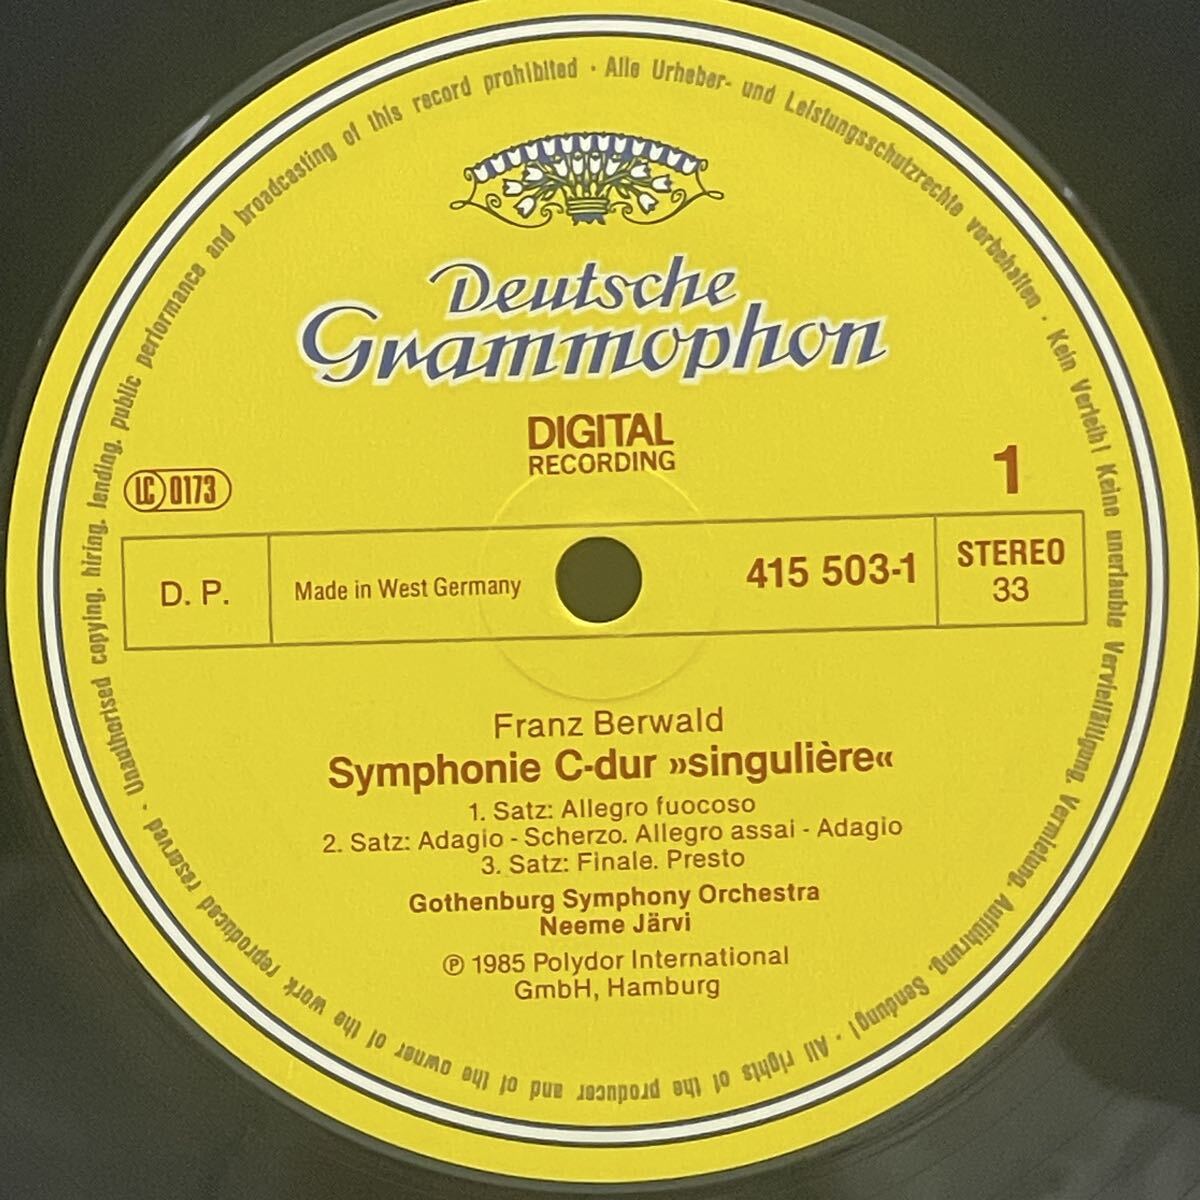 Deutsche
Grammophon
DIGITAL
RECORDING
LC 0173
1
D. P.
Made in West Germany
415 503-1
STEREO
33
Franz Berwald
Symphonie C-dur »singulière«
1. Satz: Allegro fuocoso
2. Satz: Adagio - Scherzo. Allegro assai - Adagio
3. Satz: Finale. Presto
Gothenburg Symphony Orchestra
Neeme Järvi
℗ 1985 Polydor International
GmbH, Hamburg
Alle Urheber- und Leistungsschutzrechte vorbehalten · Kein Verleih! Keine unerlaubte Vervielfältigung, Vermietung, Aufführung, Sendung! · All rights of the producer and of the owner of the work reproduced reserved · Unauthorised copying, hiring, lending, public performance and broadcasting of this record prohibited ·